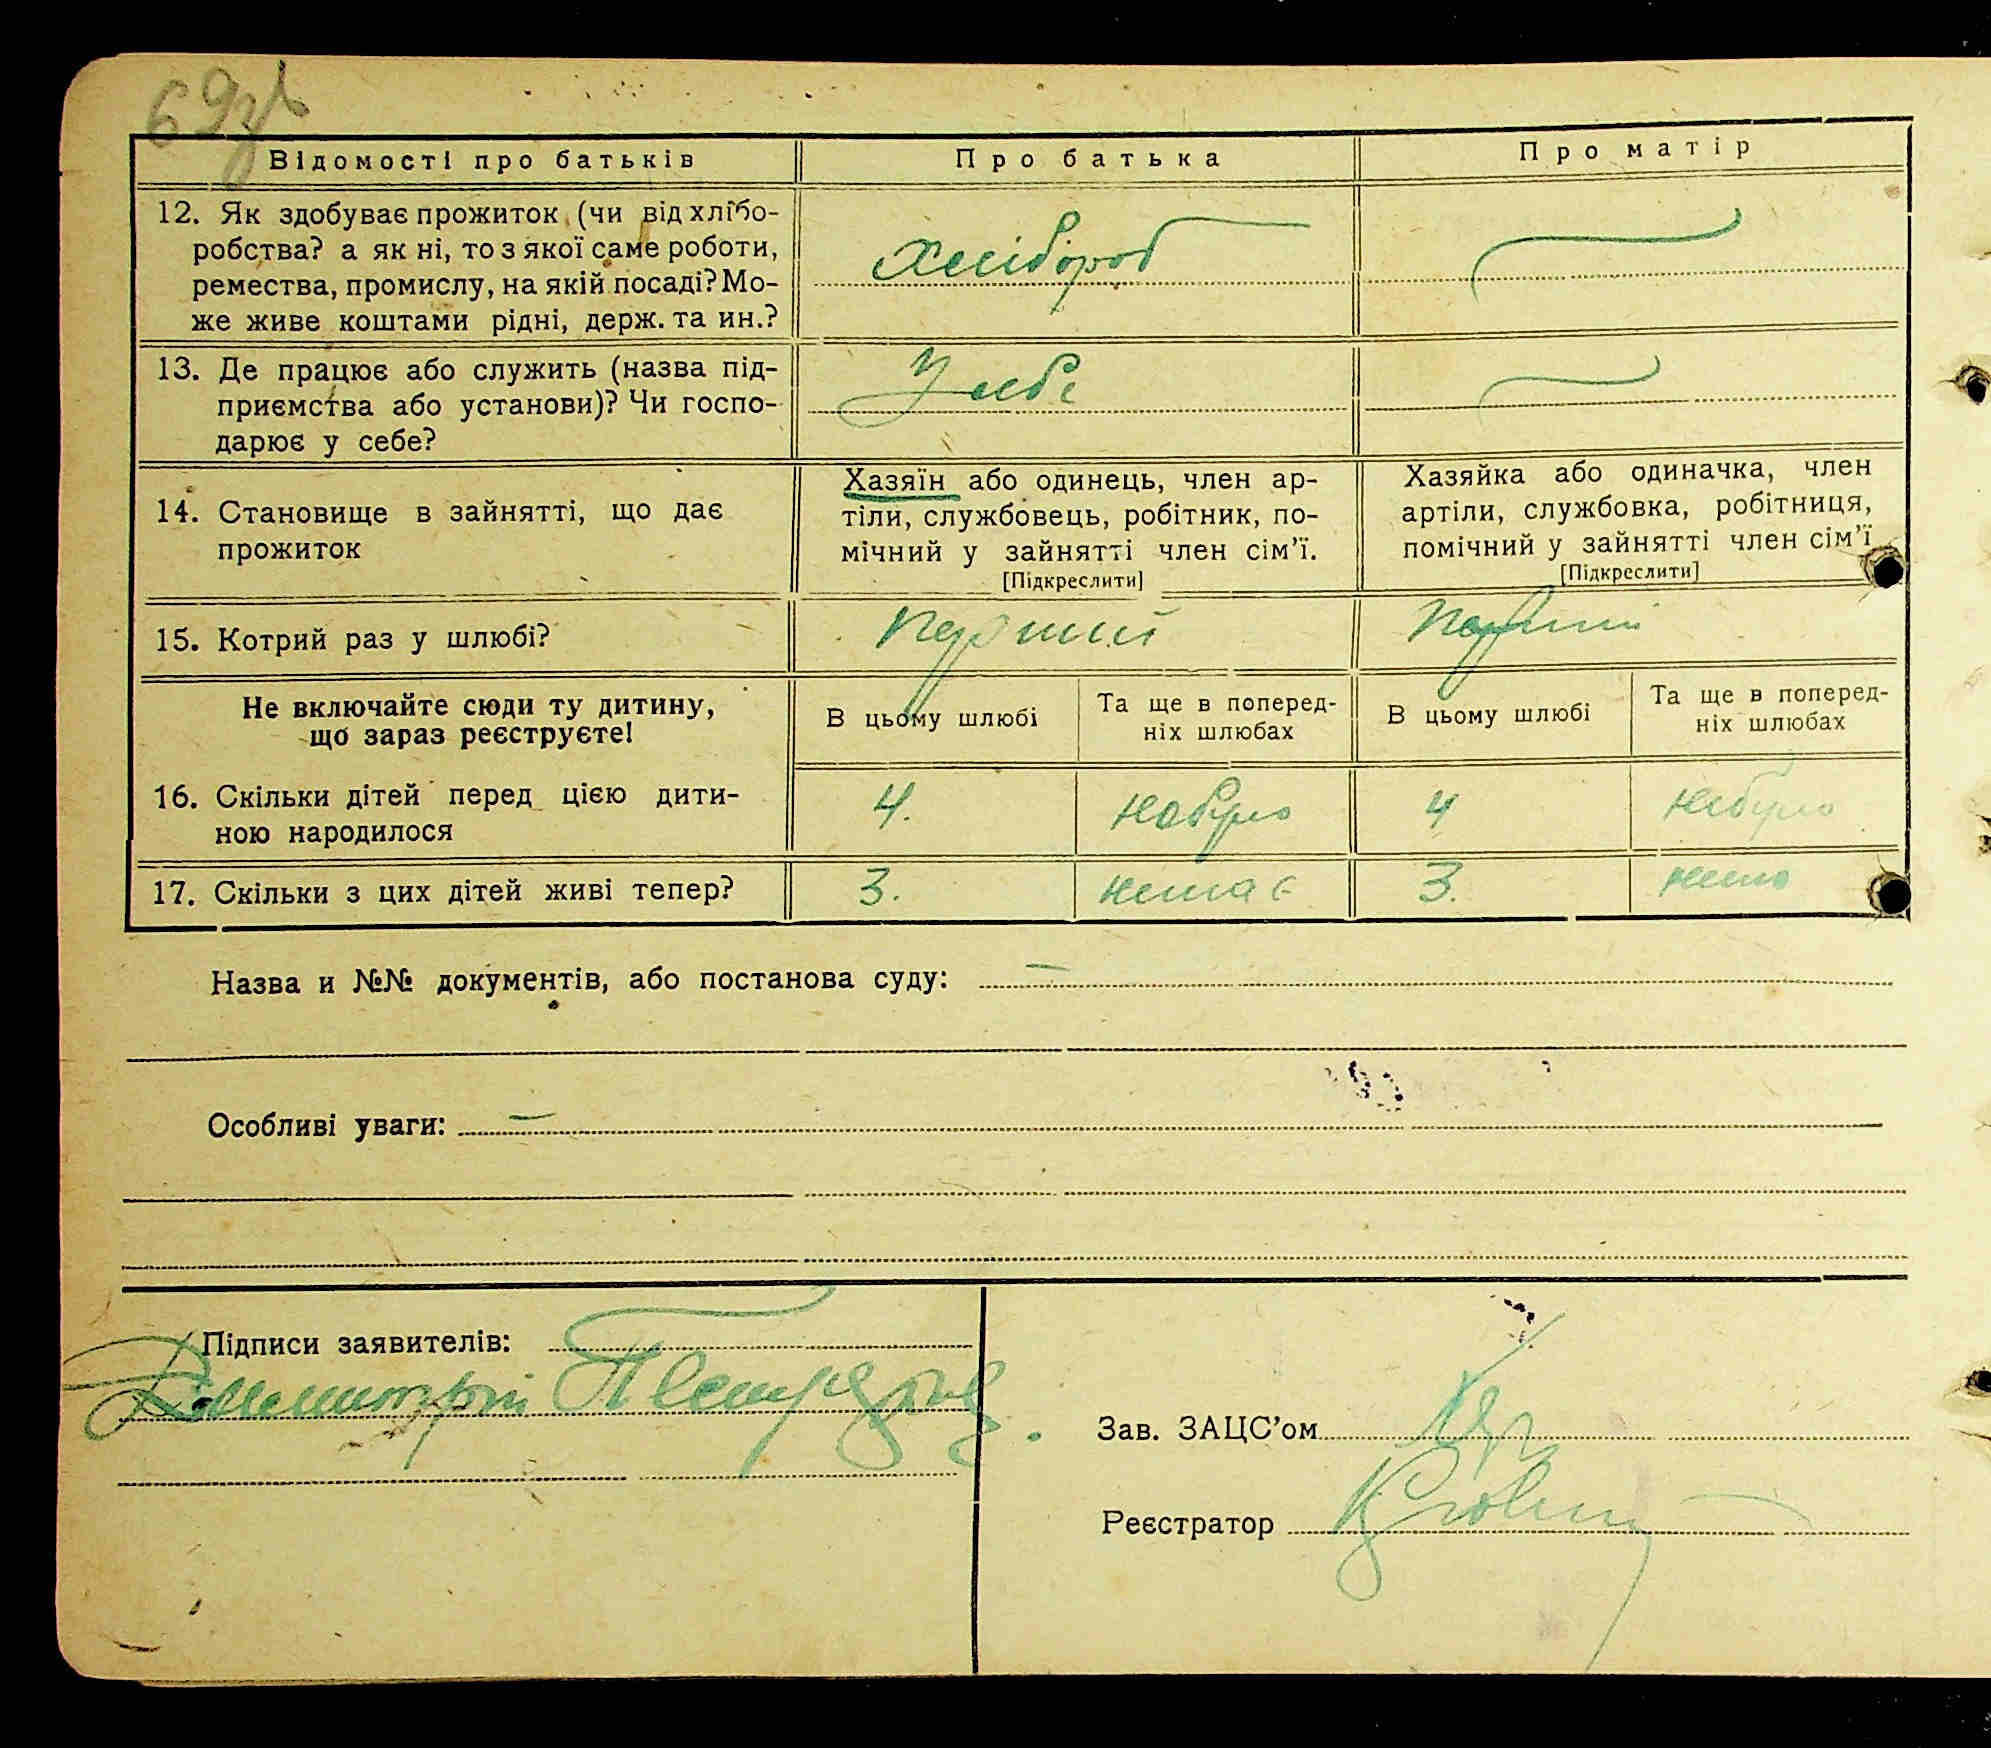 69зв
Відомості про батьків
Про батька
Про матір
12. Як здобуває прожиток (чи від хлібо-
робства? а як ні, то з якої саме роботи,
ремества, промислу, на якій посаді? Мо-
же живе коштами рідні, держ. та ин.?
Хлібороб
13. Де працює або служить (назва під-
приємства або установи)? Чи госпо-
дарює у себе?
У себе
14. Становище в зайнятті, що дає
прожиток
Хазяїн або одинець, член ар-
тіли, службовець, робітник, по-
мічний у зайнятті член сім'ї.
[Підкреслити]
Хазяйка або одиначка, член
артіли, службовка, робітниця,
помічний у зайнятті член сім'ї
[Підкреслити]
15. Котрий раз у шлюбі?
Перший
Перший
Не включайте сюди ту дитину,
що зараз реєструєте!
В цьому шлюбі
Та ще в поперед-
ніх шлюбах
В цьому шлюбі
Та ще в поперед-
ніх шлюбах
16. Скільки дітей перед цією дити-
ною народилося
4.
небуло
4
небуло
17. Скільки з цих дітей живі тепер?
3.
немає
3.
Назва и №№ документів, або постанова суду: —
Особливі уваги: —
Підписи заявителів:
Зав. ЗАЦС'ом
Реєстратор